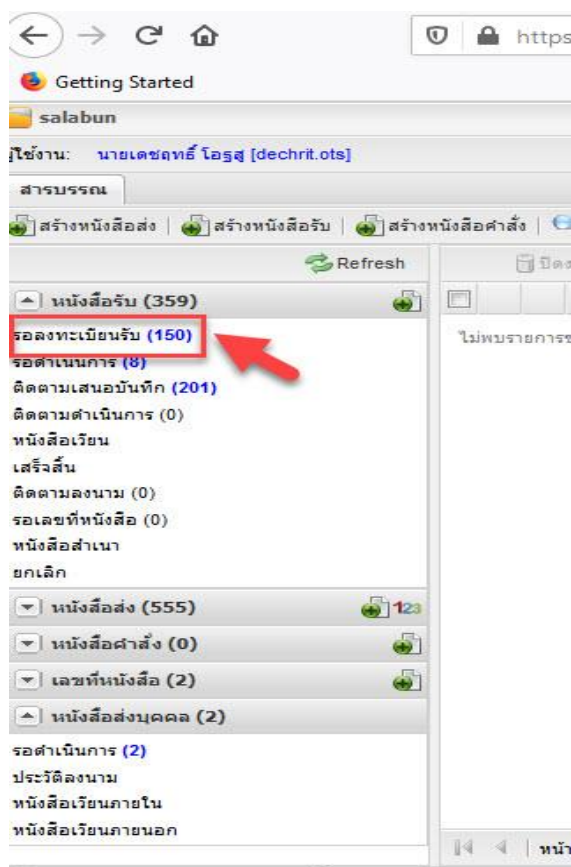 https
Getting Started
salabun
ผู้ใช้งาน: นายเดชฤทธิ์ โอธสู [dechrit.ots]
สารบรรณ
สร้างหนังสือส่ง | สร้างหนังสือรับ | สร้างหนังสือคำสั่ง |
Refresh
หนังสือรับ (359)
รอลงทะเบียนรับ (150)
ไม่พบรายการ
รอดำเนินการ (8)
ติดตามเสนอบันทึก (201)
ติดตามดำเนินการ (0)
หนังสือเวียน
เสร็จสิ้น
ติดตามลงนาม (0)
รอเลขที่หนังสือ (0)
หนังสือสำเนา
ยกเลิก
หนังสือส่ง (555) 123
หนังสือคำสั่ง (0)
เลขที่หนังสือ (2)
หนังสือส่งบุคคล (2)
รอดำเนินการ (2)
ประวัติลงนาม
หนังสือเวียนภายใน
หนังสือเวียนภายนอก
หน้า